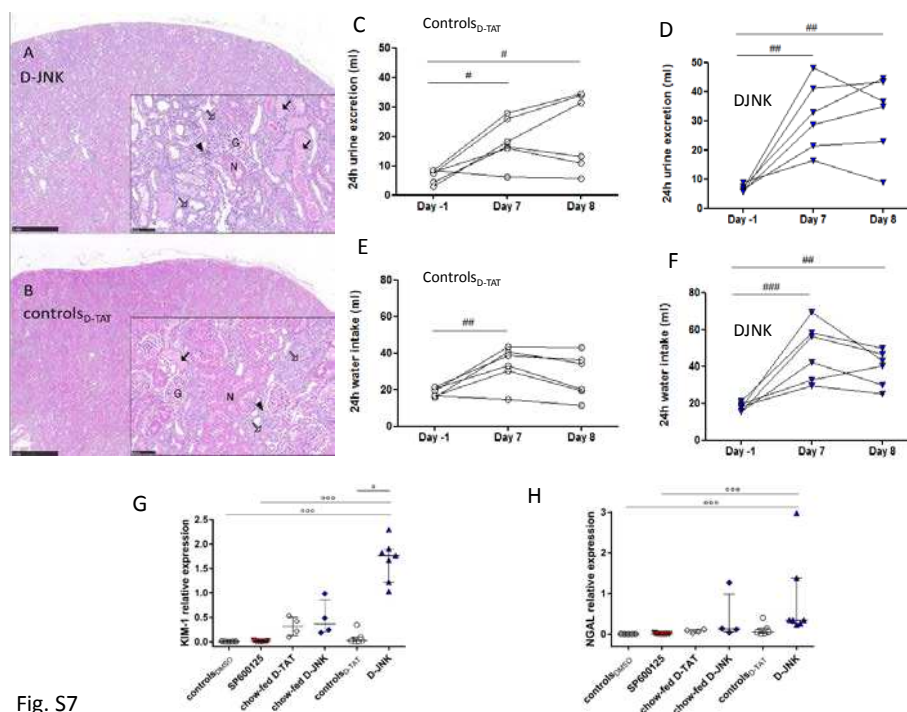 A
D-JNK
G
N
B
controlsD-TAT
G
N
C
ControlsD-TAT
24h urine excretion (ml)
50
40
30
20
10
0
#
#
Day -1
Day 7
Day 8
D
DJNK
24h urine excretion (ml)
50
40
30
20
10
0
##
##
Day -1
Day 7
Day 8
E
ControlsD-TAT
24h water intake (ml)
80
60
40
20
0
##
Day -1
Day 7
Day 8
F
DJNK
24h water intake (ml)
80
60
40
20
0
##
###
Day -1
Day 7
Day 8
G
KIM-1 relative expression
2.5
2.0
1.5
1.0
0.5
0.0
°
°°°
°°°
controlsDMSO
SP600125
chow-fed D-TAT
chow-fed D-JNK
controlsD-TAT
D-JNK
H
NGAL relative expression
3
2
1
0
°°°
°°°
controlsDMSO
SP600125
chow-fed D-TAT
chow-fed D-JNK
controlsD-TAT
D-JNK
Fig. S7